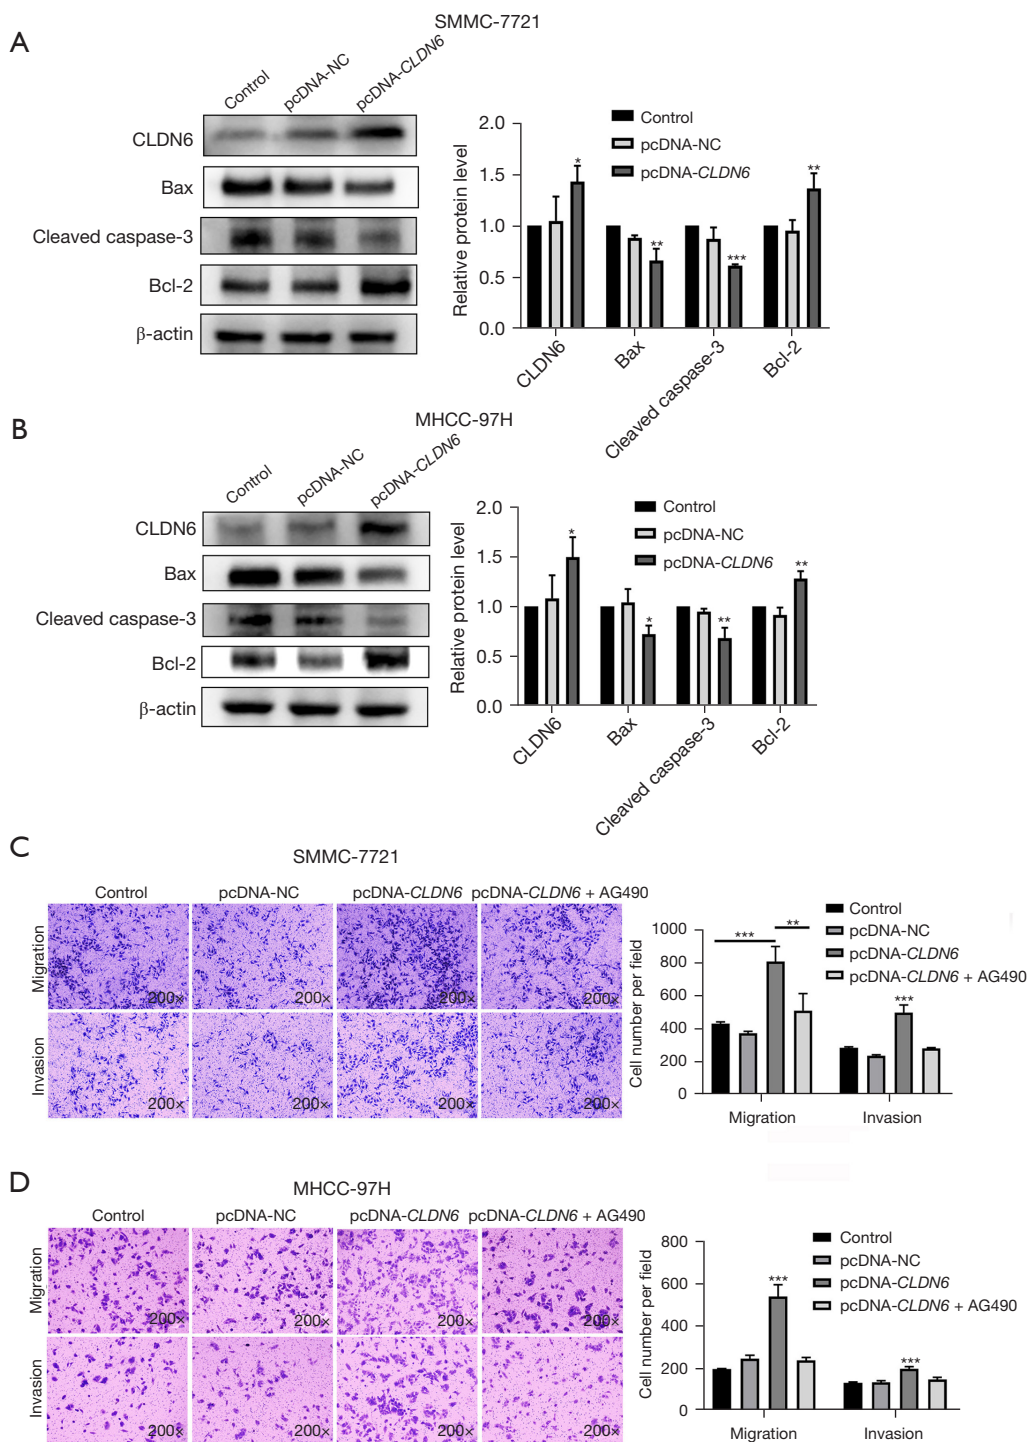 SMMC-7721
A
Control
pcDNA-NC
pcDNA-CLDN6
CLDN6
Bax
Cleaved caspase-3
Bcl-2
β-actin
Relative protein level
2.0
1.5
1.0
0.5
0.0
Control
pcDNA-NC
pcDNA-CLDN6
*
**
***
**
CLDN6
Bax
Cleaved caspase-3
Bcl-2
MHCC-97H
B
Control
pcDNA-NC
pcDNA-CLDN6
CLDN6
Bax
Cleaved caspase-3
Bcl-2
β-actin
Relative protein level
2.0
1.5
1.0
0.5
0.0
Control
pcDNA-NC
pcDNA-CLDN6
*
*
**
**
CLDN6
Bax
Cleaved caspase-3
Bcl-2
C
SMMC-7721
Control
pcDNA-NC
pcDNA-CLDN6
pcDNA-CLDN6 + AG490
Migration
200×
200×
200×
200×
Invasion
200×
200×
200×
200×
Cell number per field
1000
800
600
400
200
0
Control
pcDNA-NC
pcDNA-CLDN6
pcDNA-CLDN6 + AG490
***
**
***
Migration
Invasion
D
MHCC-97H
Control
pcDNA-NC
pcDNA-CLDN6
pcDNA-CLDN6 + AG490
Migration
200×
200×
200×
200×
Invasion
200×
200×
200×
200×
Cell number per field
800
600
400
200
0
Control
pcDNA-NC
pcDNA-CLDN6
pcDNA-CLDN6 + AG490
***
***
Migration
Invasion